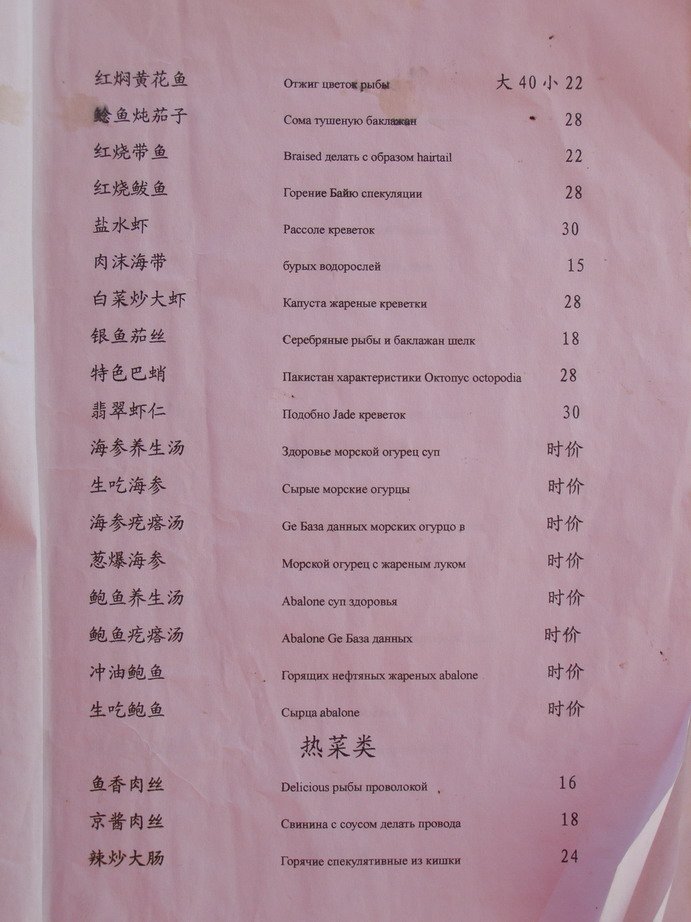 红焖黄花鱼 Отжиг цветок рыбы 大 40 小 22
鲶鱼炖茄子 Сома тушеную баклажан 28
红烧带鱼 Braised делать с образом hairtail 22
红烧鲅鱼 Горение Байю спекуляции 28
盐水虾 Рассоле креветок 30
肉沫海带 бурых водорослей 15
白菜炒大虾 Капуста жареные креветки 28
银鱼茄丝 Серебряные рыбы и баклажан шелк 18
特色巴蛸 Пакистан характеристики Октопус octopodia 28
翡翠虾仁 Подобно Jade креветок 30
海参养生汤 Здоровье морской огурец суп 时价
生吃海参 Сырые морские огурцы 时价
海参疙瘩汤 Ge База данных морских огурцо в 时价
葱爆海参 Морской огурец с жареным луком 时价
鲍鱼养生汤 Abalone суп здоровья 时价
鲍鱼疙瘩汤 Abalone Ge База данных 时价
冲油鲍鱼 Горящих нефтяных жареных abalone 时价
生吃鲍鱼 Сырца abalone 时价
热菜类
鱼香肉丝 Delicious рыбы проволокой 16
京酱肉丝 Свинина с соусом делать провода 18
辣炒大肠 Горячие спекулятивные из кишки 24